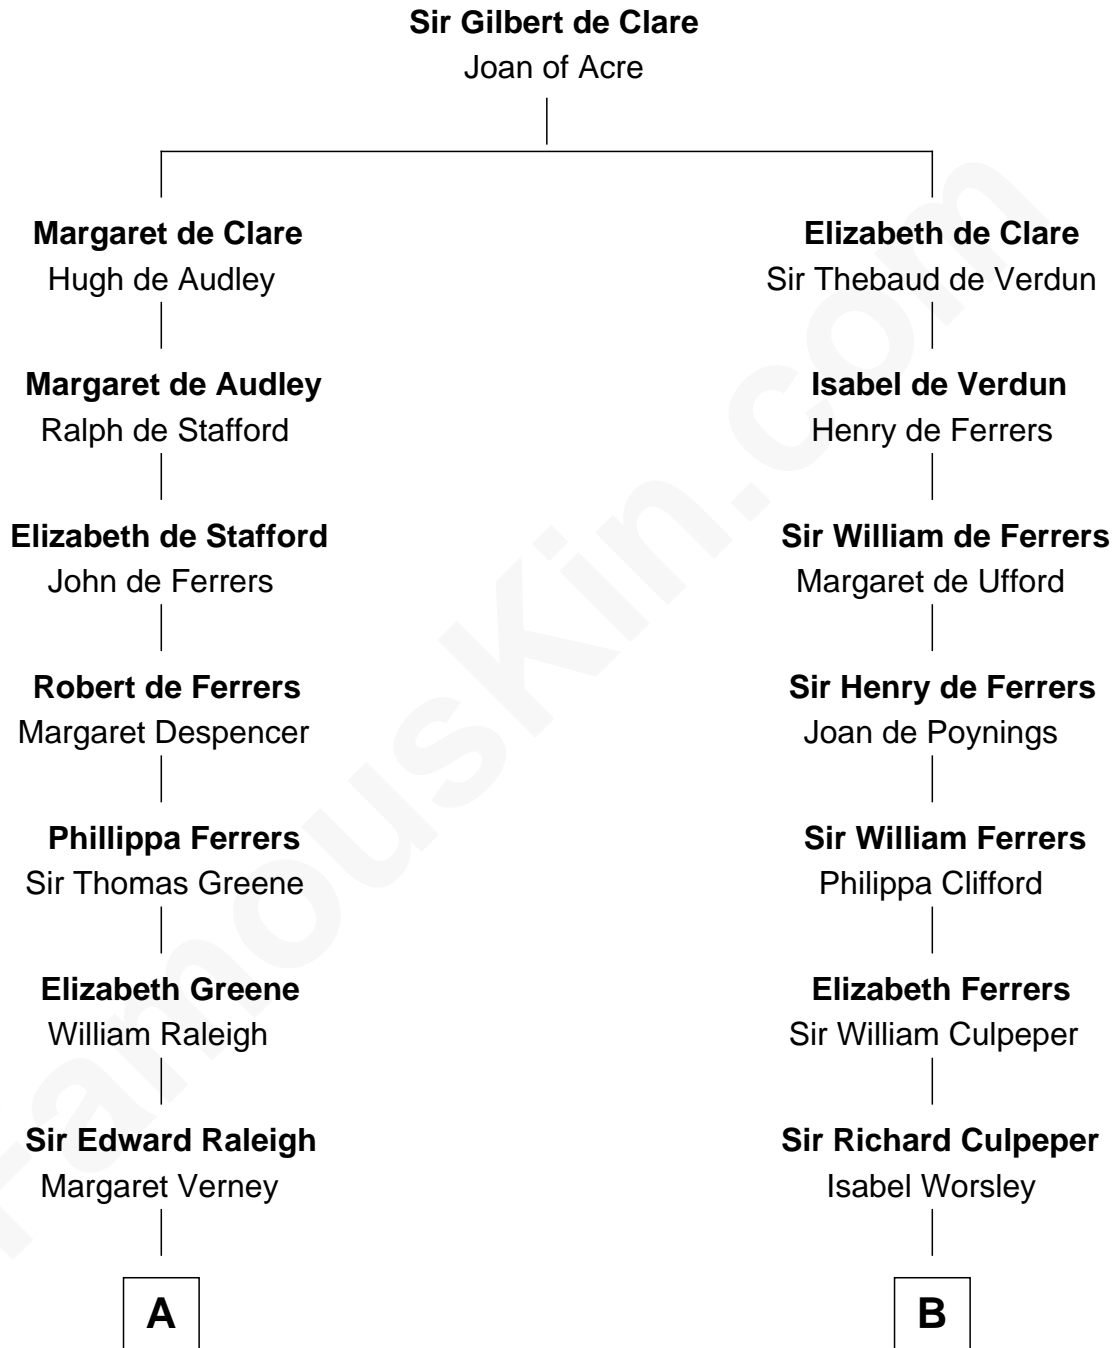 Sir Gilbert de Clare
Joan of Acre
Margaret de Clare
Hugh de Audley
Elizabeth de Clare
Sir Thebaud de Verdun
Margaret de Audley
Ralph de Stafford
Isabel de Verdun
Henry de Ferrers
Elizabeth de Stafford
John de Ferrers
Sir William de Ferrers
Margaret de Ufford
Robert de Ferrers
Margaret Despencer
Sir Henry de Ferrers
Joan de Poynings
Phillippa Ferrers
Sir Thomas Greene
Sir William Ferrers
Philippa Clifford
Elizabeth Greene
William Raleigh
Elizabeth Ferrers
Sir William Culpeper
Sir Edward Raleigh
Margaret Verney
Sir Richard Culpeper
Isabel Worsley
A
B
FamousKin.com